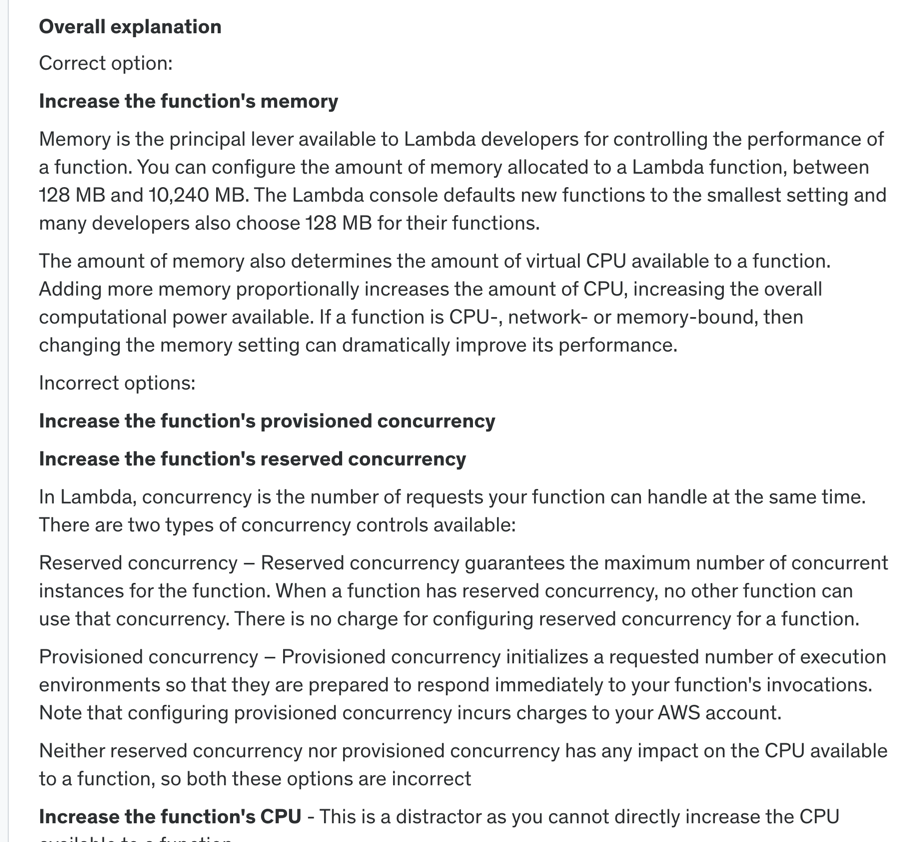 Overall explanation
Correct option:
Increase the function's memory
Memory is the principal lever available to Lambda developers for controlling the performance of
a function. You can configure the amount of memory allocated to a Lambda function, between
128 MB and 10,240 MB. The Lambda console defaults new functions to the smallest setting and
many developers also choose 128 MB for their functions.
The amount of memory also determines the amount of virtual CPU available to a function.
Adding more memory proportionally increases the amount of CPU, increasing the overall
computational power available. If a function is CPU-, network- or memory-bound, then
changing the memory setting can dramatically improve its performance.
Incorrect options:
Increase the function's provisioned concurrency
Increase the function's reserved concurrency
In Lambda, concurrency is the number of requests your function can handle at the same time.
There are two types of concurrency controls available:
Reserved concurrency – Reserved concurrency guarantees the maximum number of concurrent
instances for the function. When a function has reserved concurrency, no other function can
use that concurrency. There is no charge for configuring reserved concurrency for a function.
Provisioned concurrency – Provisioned concurrency initializes a requested number of execution
environments so that they are prepared to respond immediately to your function's invocations.
Note that configuring provisioned concurrency incurs charges to your AWS account.
Neither reserved concurrency nor provisioned concurrency has any impact on the CPU available
to a function, so both these options are incorrect
Increase the function's CPU - This is a distractor as you cannot directly increase the CPU
available to a function